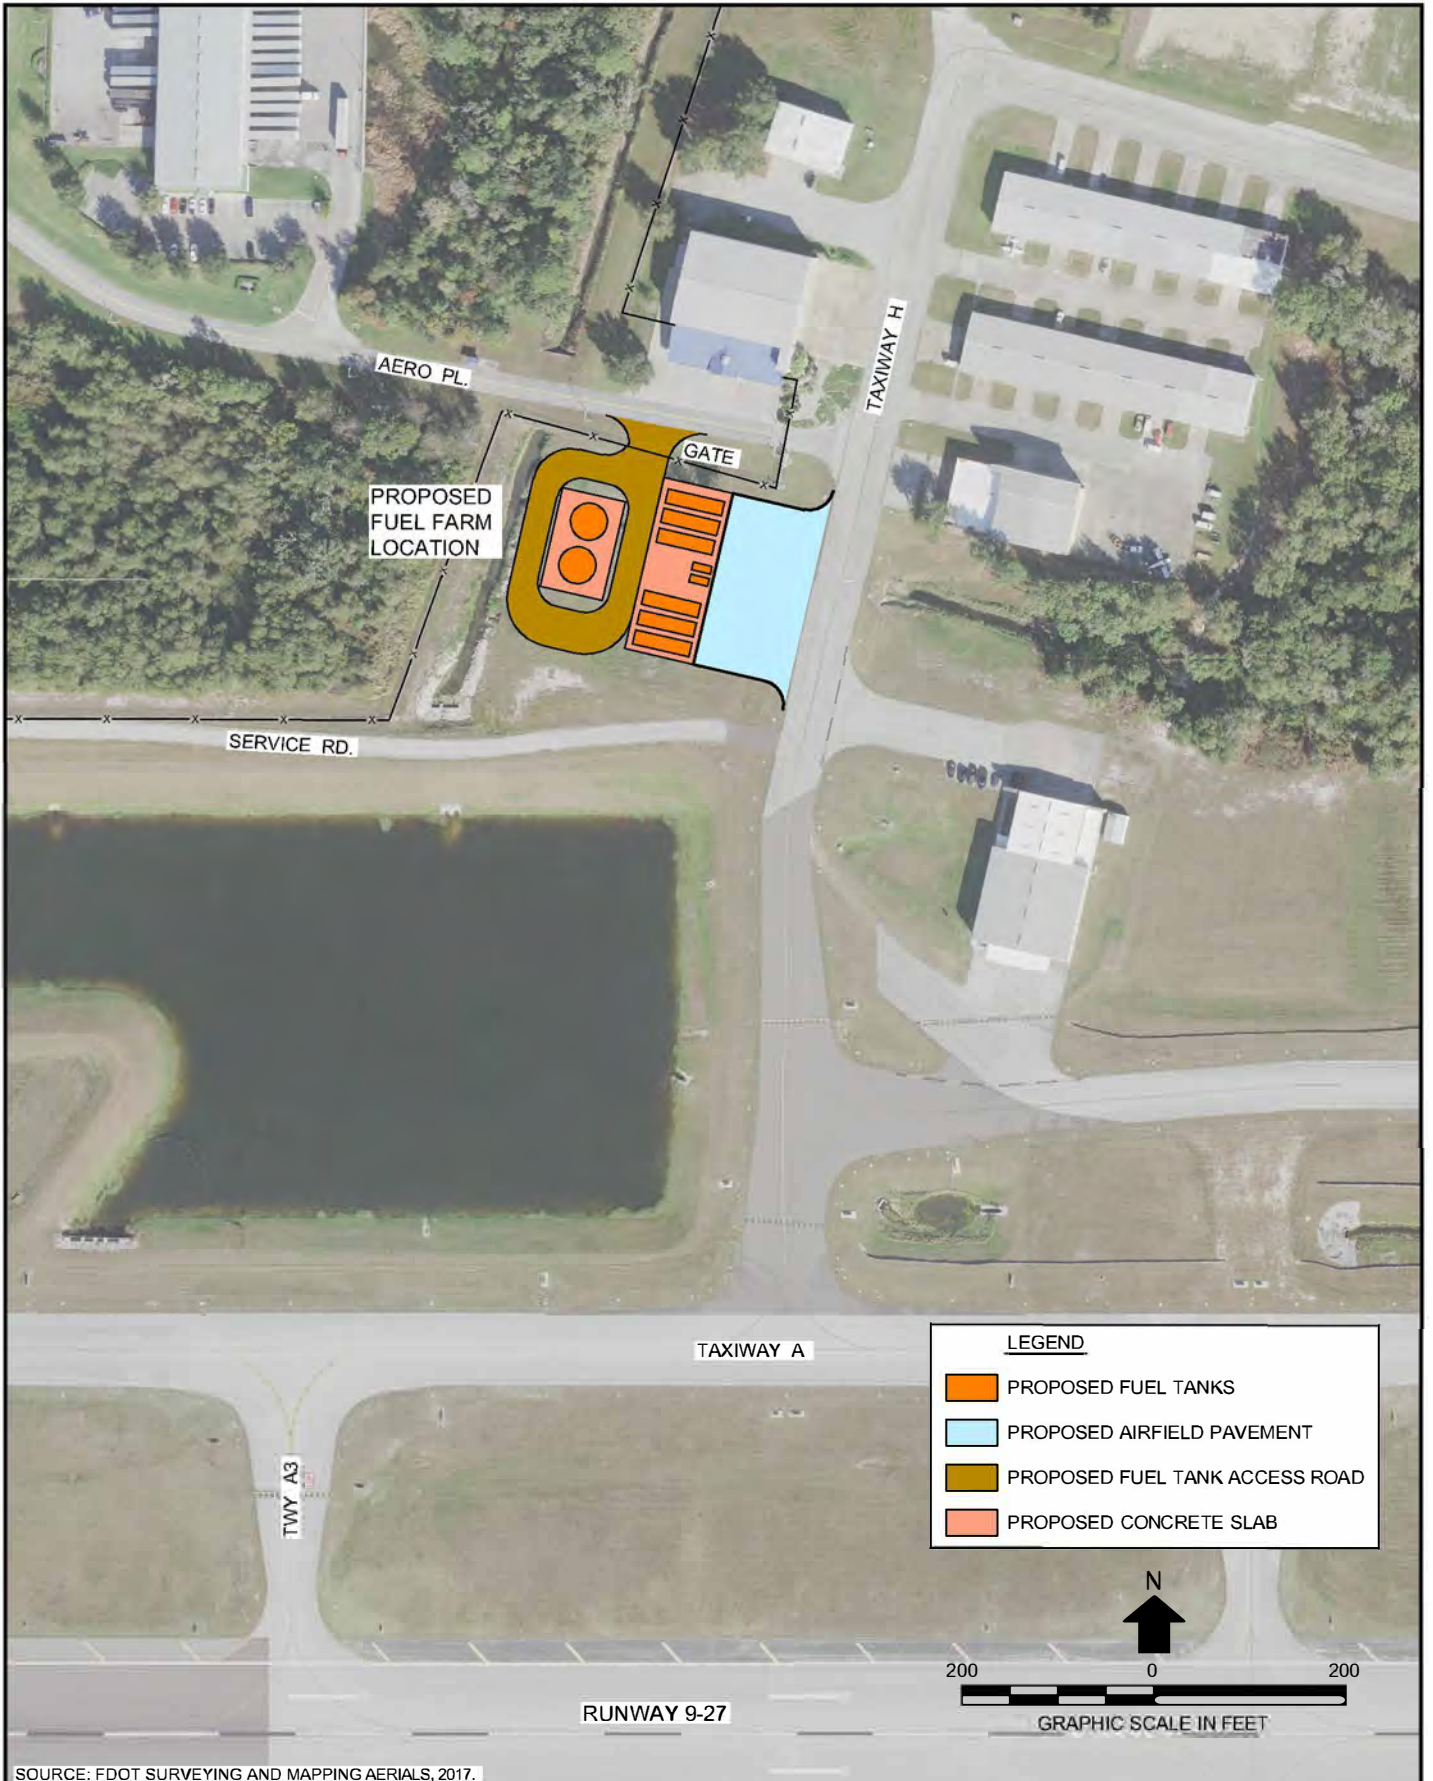 AERO PL.
TAXIWAY H
GATE
PROPOSED
FUEL FARM
LOCATION
SERVICE RD.
TAXIWAY A
LEGEND
PROPOSED FUEL TANKS
PROPOSED AIRFIELD PAVEMENT
PROPOSED FUEL TANK ACCESS ROAD
PROPOSED CONCRETE SLAB
TWY A3
N
200 0 200
GRAPHIC SCALE IN FEET
RUNWAY 9-27
SOURCE: FDOT SURVEYING AND MAPPING AERIALS, 2017.